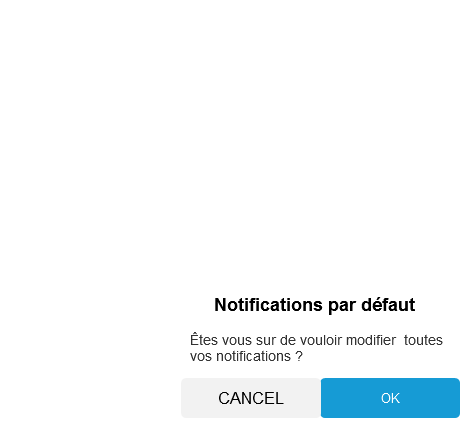 Notifications par défaut
Êtes vous sur de vouloir modifier  toutes
vos notifications ?
CANCEL
OK